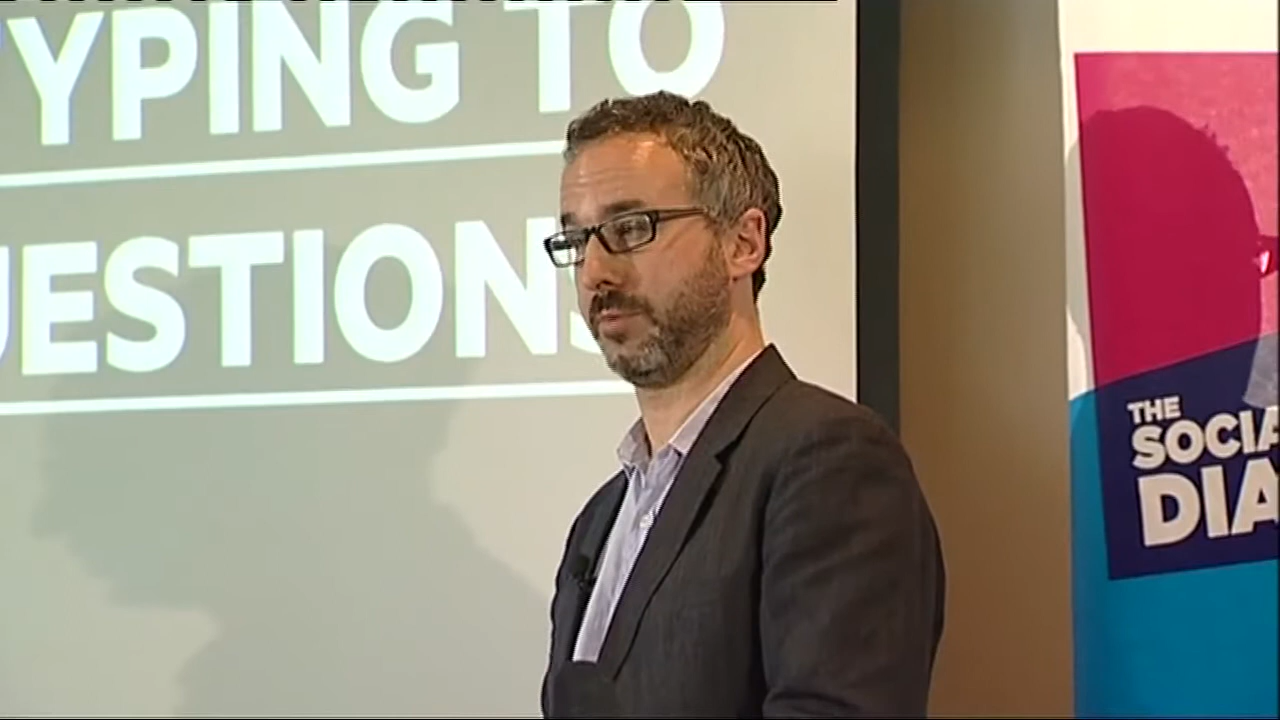 YPING TO
UESTIONS
THE
SOCIA
DIA